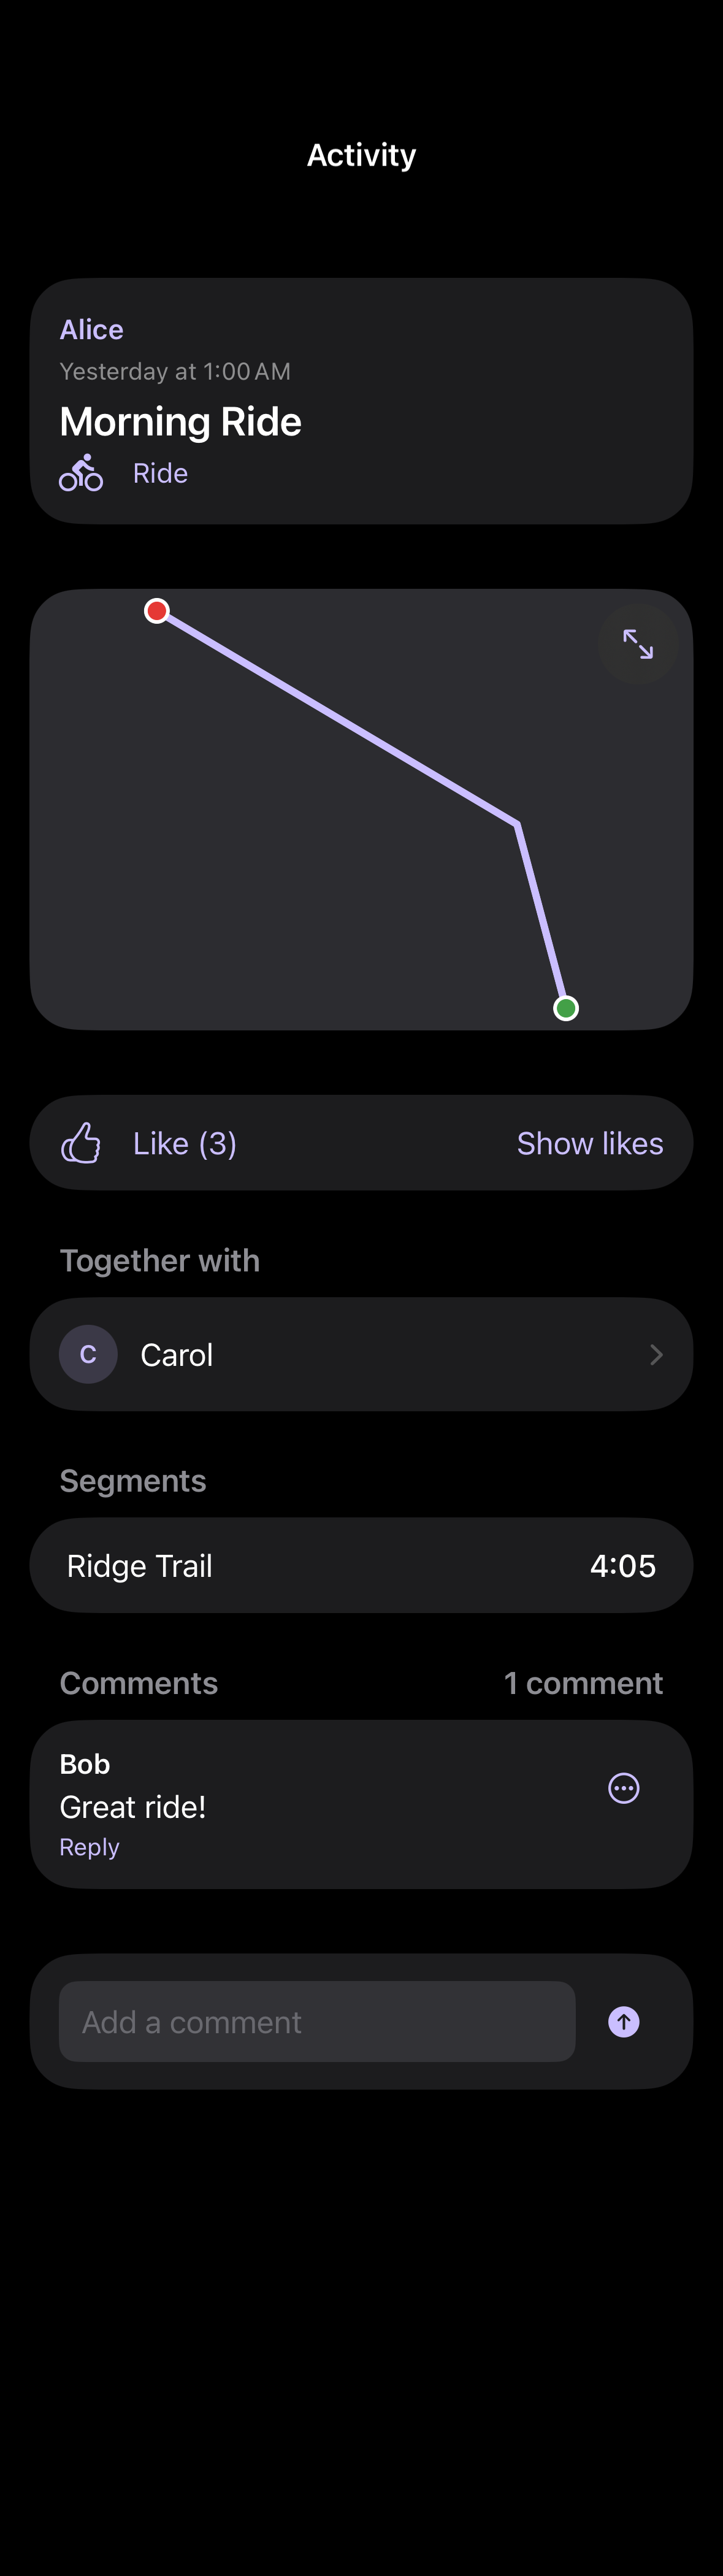 Activity
Alice
Yesterday at 1:00 AM
Morning Ride
Ride
Like (3)
Show likes
Together with
C
Carol
Segments
Ridge Trail
4:05
Comments
1 comment
Bob
Great ride!
Reply
Add a comment